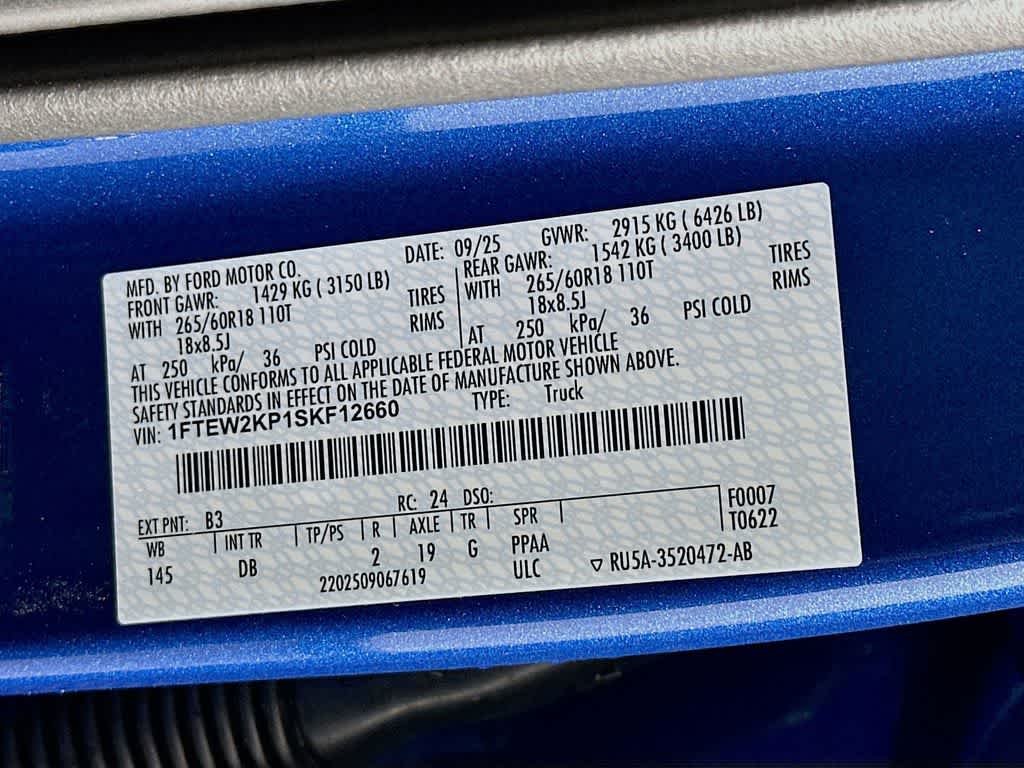 MFD. BY FORD MOTOR CO. DATE: 09/25 GVWR: 2915 KG ( 6426 LB)
FRONT GAWR: 1429 KG ( 3150 LB) REAR GAWR: 1542 KG ( 3400 LB)
WITH 265/60R18 110T TIRES WITH 265/60R18 110T TIRES
18x8.5J RIMS 18x8.5J RIMS
AT 250 kPa/ 36 PSI COLD AT 250 kPa/ 36 PSI COLD
THIS VEHICLE CONFORMS TO ALL APPLICABLE FEDERAL MOTOR VEHICLE
SAFETY STANDARDS IN EFFECT ON THE DATE OF MANUFACTURE SHOWN ABOVE.
VIN: 1FTEW2KP1SKF12660 TYPE: Truck
EXT PNT: B3 RC: 24 DSO: F0007
WB INT TR TP/PS R AXLE TR SPR T0622
145 DB 2 19 G PPAA
2202509067619 ULC ▽ RU5A-3520472-AB